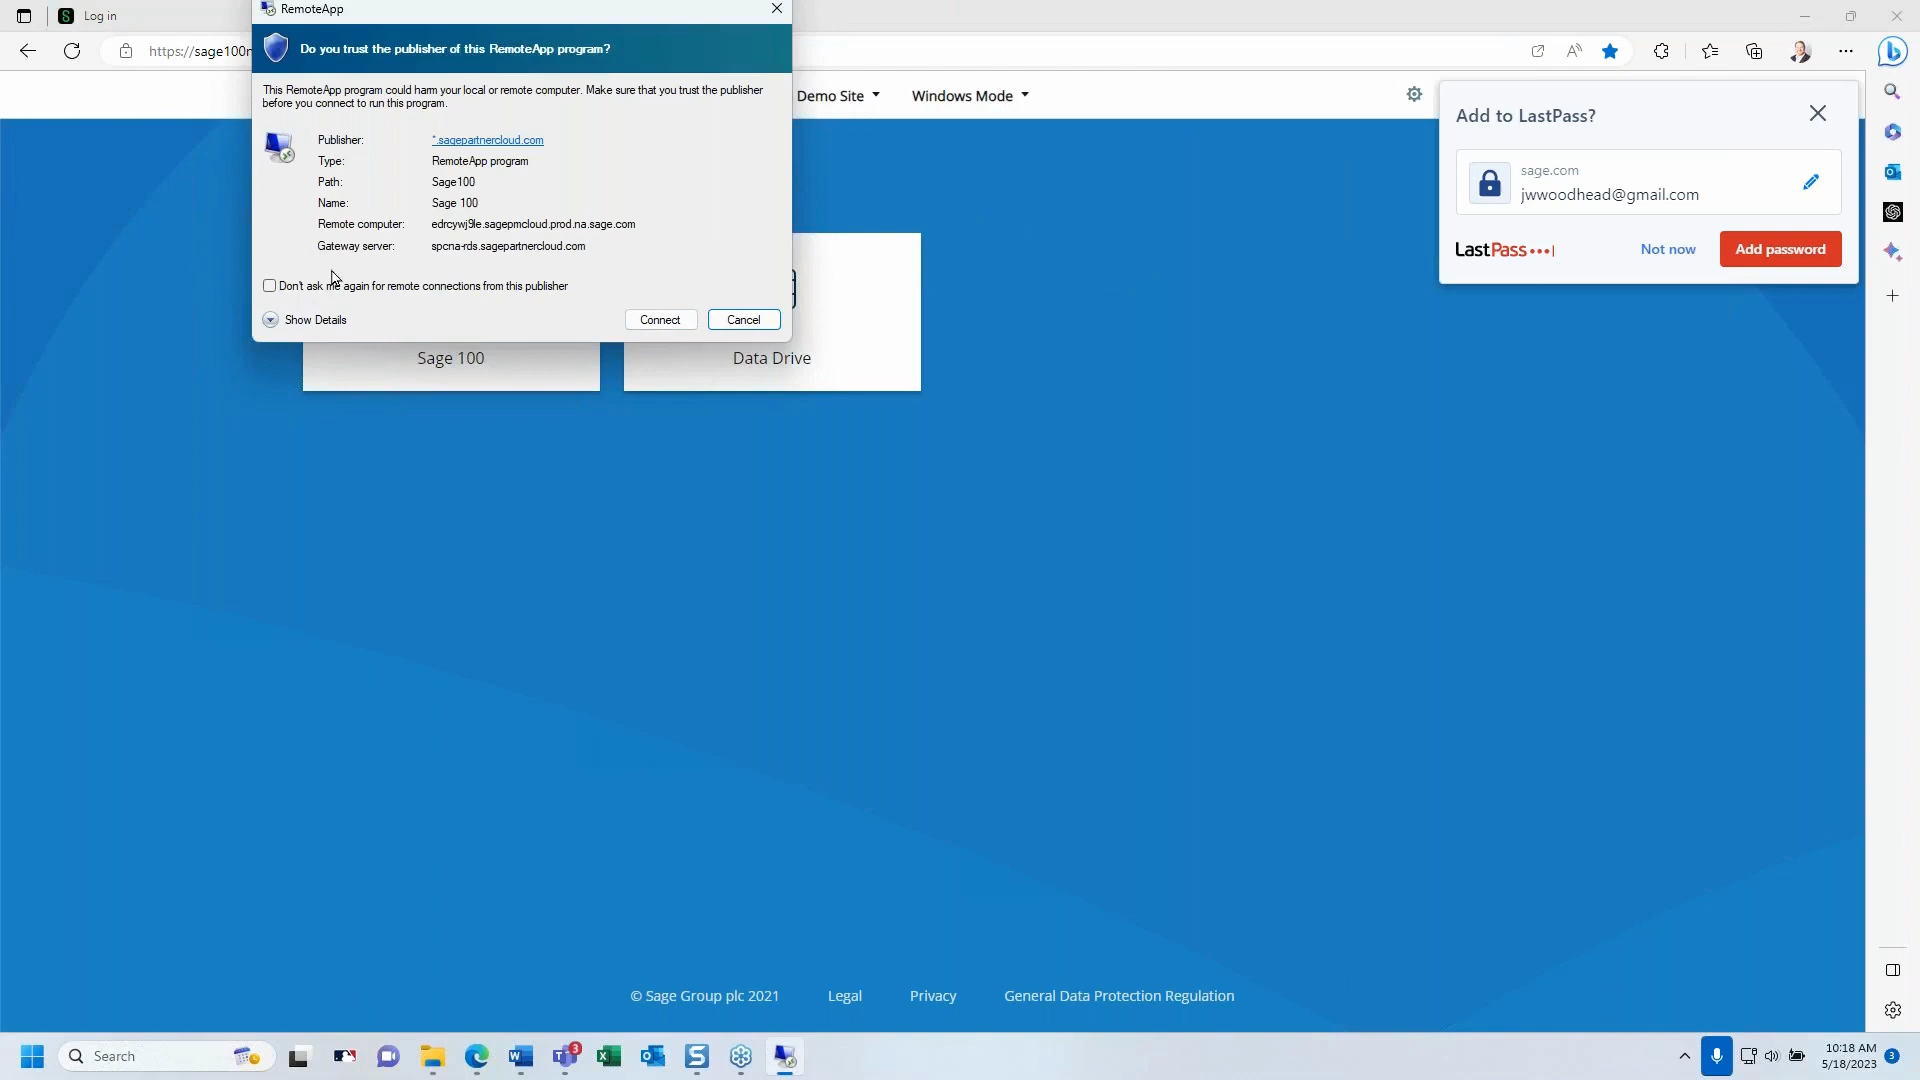 Log in
RemoteApp
https://sage100
Do you trust the publisher of this RemoteApp program?
This RemoteApp program could harm your local or remote computer. Make sure that you trust the publisher
before you connect to run this program.
Publisher: *.sagepartnercloud.com
Type: RemoteApp program
Path: Sage100
Name: Sage 100
Remote computer: edrcywj9le.sagepmcloud.prod.na.sage.com
Gateway server: spcna-rds.sagepartnercloud.com
Don't ask me again for remote connections from this publisher
Show Details
Connect
Cancel
Demo Site
Windows Mode
Add to LastPass?
sage.com
jwwoodhead@gmail.com
LastPass
Not now
Add password
Sage 100
Data Drive
© Sage Group plc 2021
Legal
Privacy
General Data Protection Regulation
Search
3
10:18 AM
5/18/2023
3